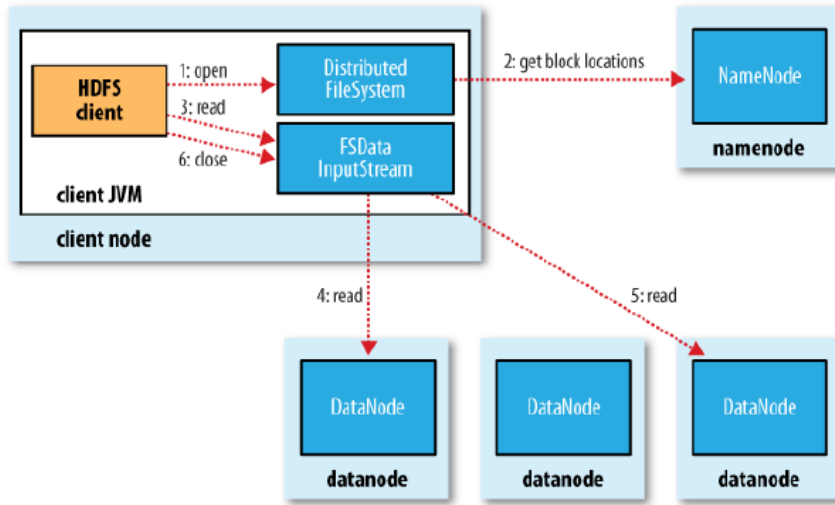 HDFS
client
1: open
3: read
6: close
Distributed
FileSystem
FSData
InputStream
client JVM
client node
2: get block locations
NameNode
namenode
4: read
5: read
DataNode
datanode
DataNode
datanode
DataNode
datanode